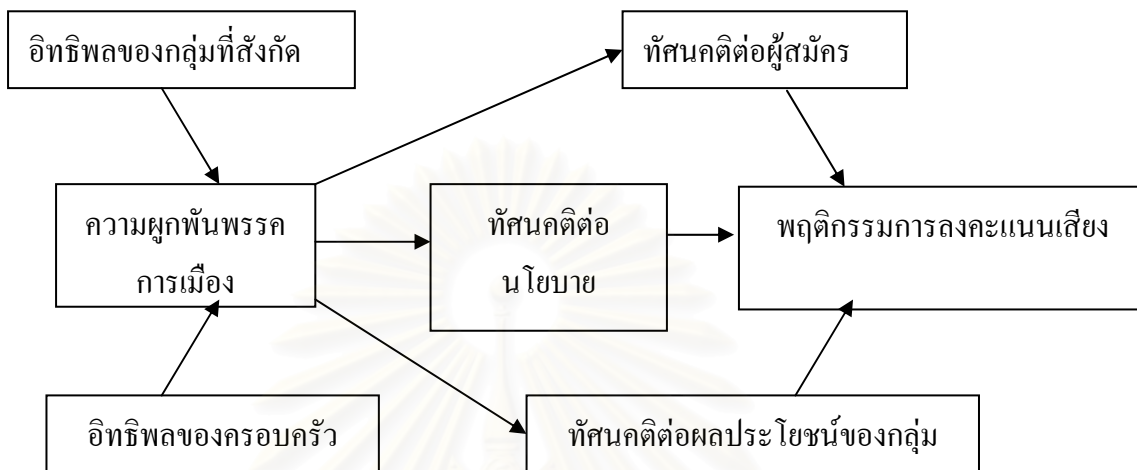 อิทธิพลของกลุ่มที่สังกัด
ทัศนคติต่อผู้สมัคร
ความผูกพันพรรค
การเมือง
ทัศนคติต่อ
นโยบาย
พฤติกรรมการลงคะแนนเสียง
อิทธิพลของครอบครัว
ทัศนคติต่อผลประโยชน์ของกลุ่ม